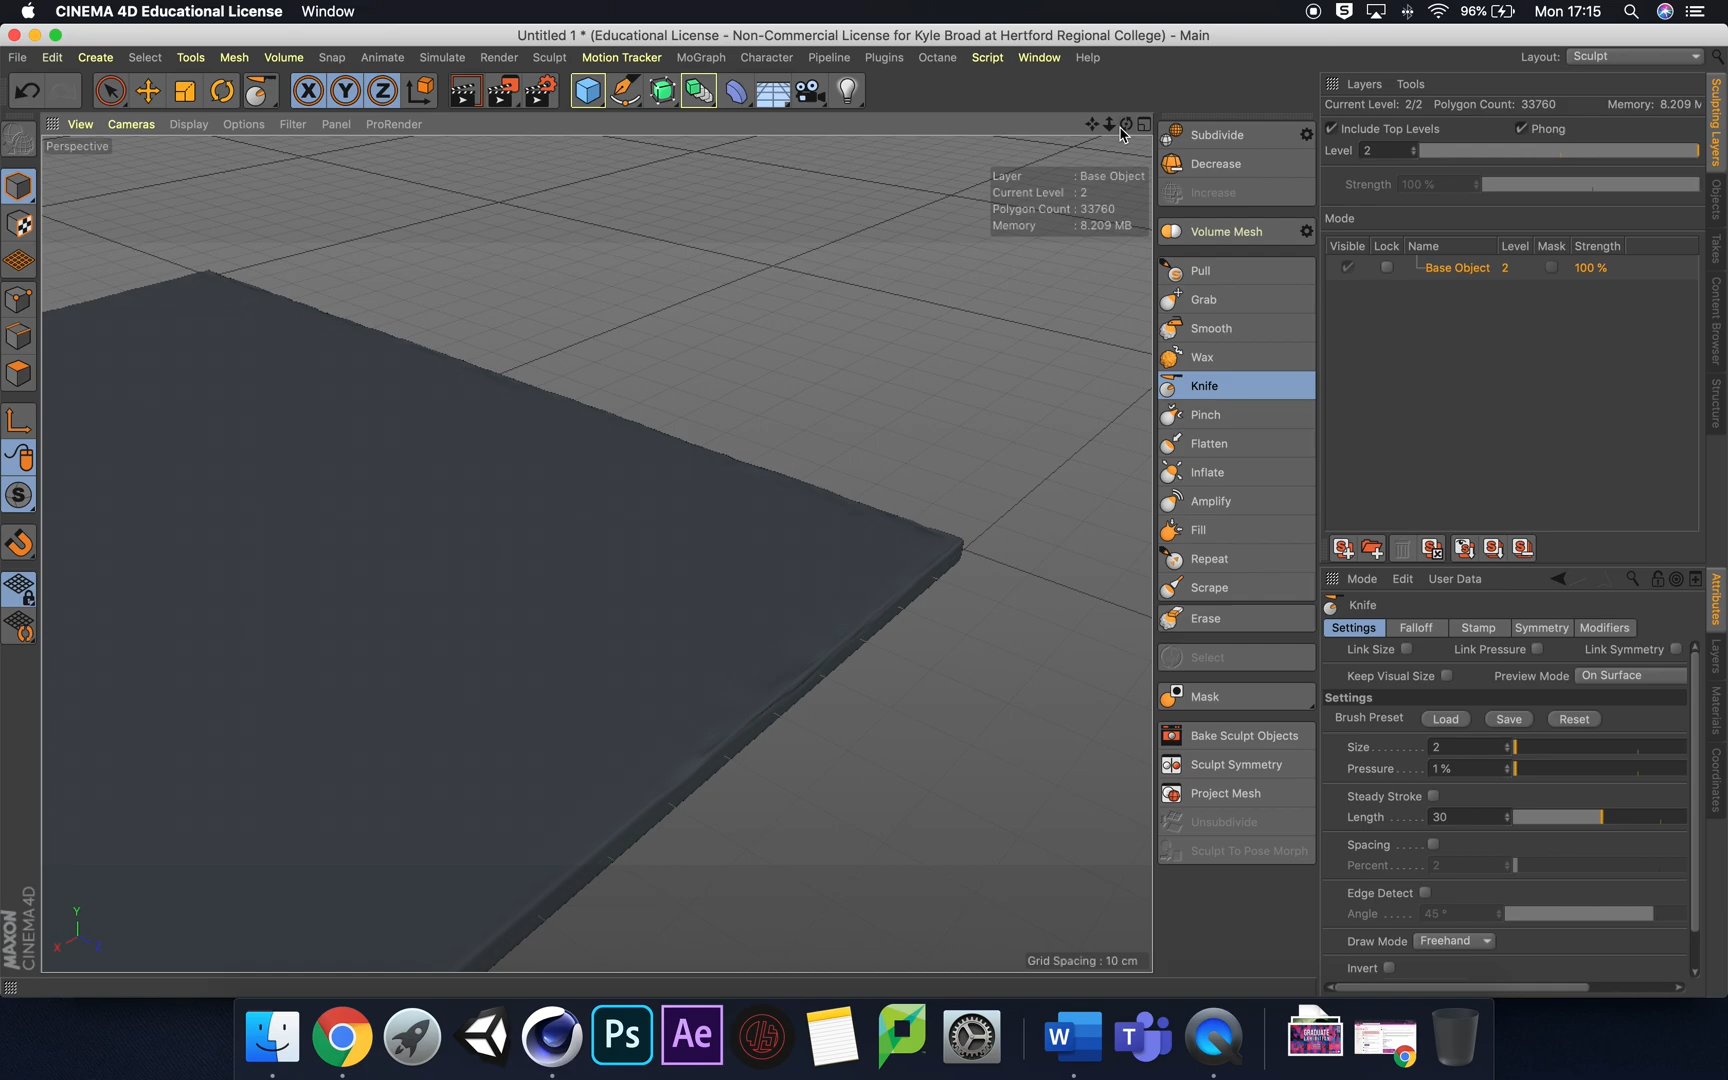 CINEMA 4D Educational License Window 96% Mon 17:15
Untitled 1 * (Educational License - Non-Commercial License for Kyle Broad at Hertford Regional College) - Main
File Edit Create Select Tools Mesh Volume Snap Animate Simulate Render Sculpt Motion Tracker MoGraph Character Pipeline Plugins Octane Script Window Help Layout: Sculpt
View Cameras Display Options Filter Panel ProRender
Perspective
Layer : Base Object
Current Level : 2
Polygon Count : 33760
Memory : 8.209 MB
Grid Spacing : 10 cm
Y
X
Z
MAXON
CINEMA 4D
Subdivide
Decrease
Increase
Volume Mesh
Pull
Grab
Smooth
Wax
Knife
Pinch
Flatten
Inflate
Amplify
Fill
Repeat
Scrape
Erase
Select
Mask
Bake Sculpt Objects
Sculpt Symmetry
Project Mesh
Unsubdivide
Sculpt To Pose Morph
Layers Tools
Current Level: 2/2 Polygon Count: 33760 Memory: 8.209 M
Include Top Levels Phong
Level 2
Strength 100 %
Mode
Visible Lock Name Level Mask Strength
Base Object 2 100 %
Mode Edit User Data
Knife
Settings Falloff Stamp Symmetry Modifiers
Link Size Link Pressure Link Symmetry
Keep Visual Size Preview Mode On Surface
Settings
Brush Preset Load Save Reset
Size 2
Pressure 1 %
Steady Stroke
Length 30
Spacing
Percent 2
Edge Detect
Angle 45 °
Draw Mode Freehand
Invert
Sculpting Layers
Objects
Takes
Content Browser
Structure
Attributes
Layers
Materials
Coordinates
Ps
Ae
W
T
GRADUATE